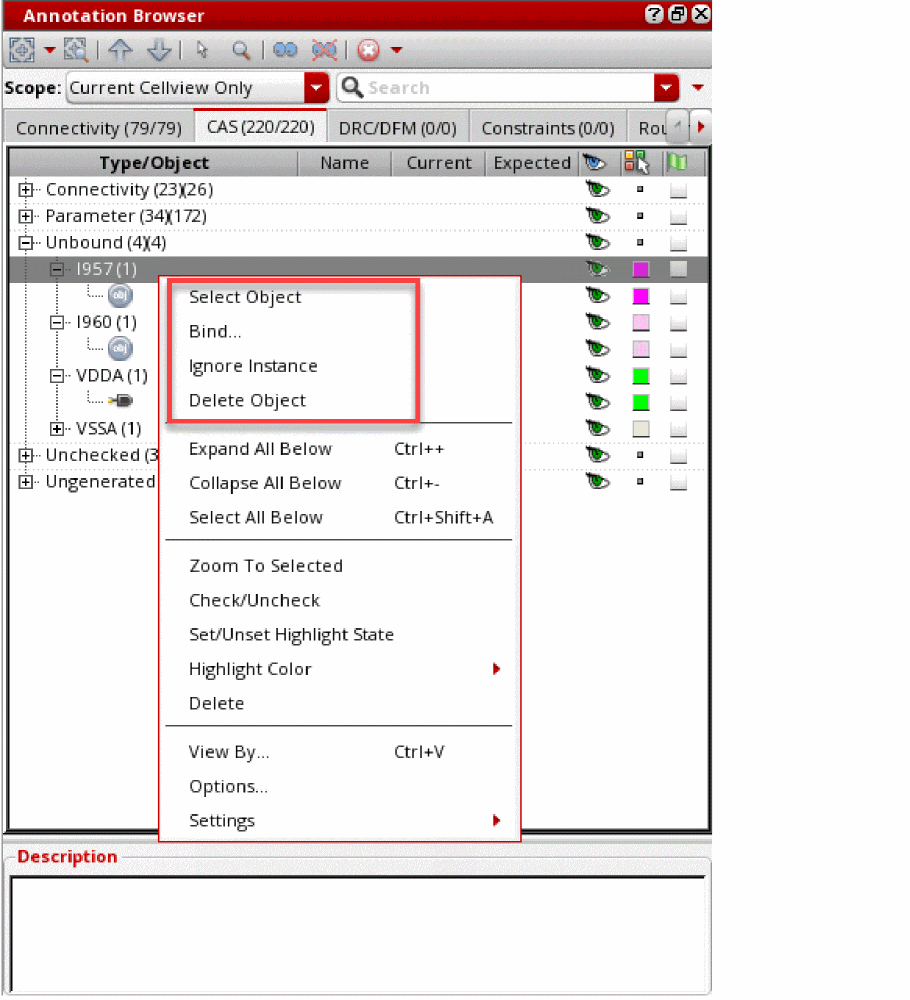 Annotation Browser
Scope: Current Cellview Only Search
Connectivity (79/79) CAS (220/220) DRC/DFM (0/0) Constraints (0/0) Rou
Type/Object Name Current Expected
Connectivity (23)(26)
Parameter (34)(172)
Unbound (4)(4)
I957 (1)
obj
I960 (1)
obj
VDDA (1)
VSSA (1)
Unchecked (3
Ungenerated
Select Object
Bind...
Ignore Instance
Delete Object
Expand All Below Ctrl++
Collapse All Below Ctrl+-
Select All Below Ctrl+Shift+A
Zoom To Selected
Check/Uncheck
Set/Unset Highlight State
Highlight Color
Delete
View By... Ctrl+V
Options...
Settings
Description